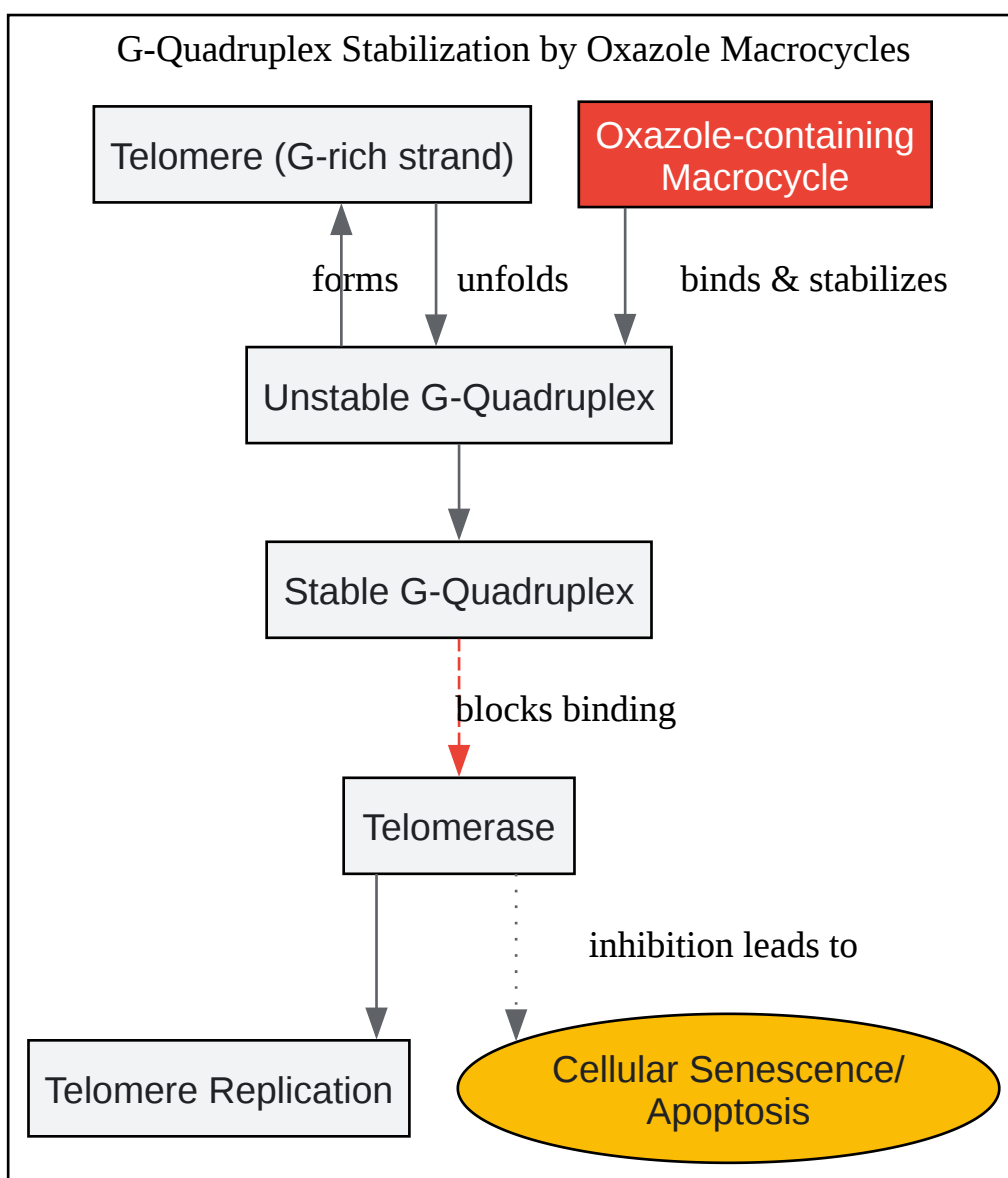 G-Quadruplex Stabilization by Oxazole Macrocycles
Telomere (G-rich strand)
Oxazole-containing
Macrocycle
forms
unfolds
binds & stabilizes
Unstable G-Quadruplex
Stable G-Quadruplex
blocks binding
Telomerase
inhibition leads to
Telomere Replication
Cellular Senescence/
Apoptosis